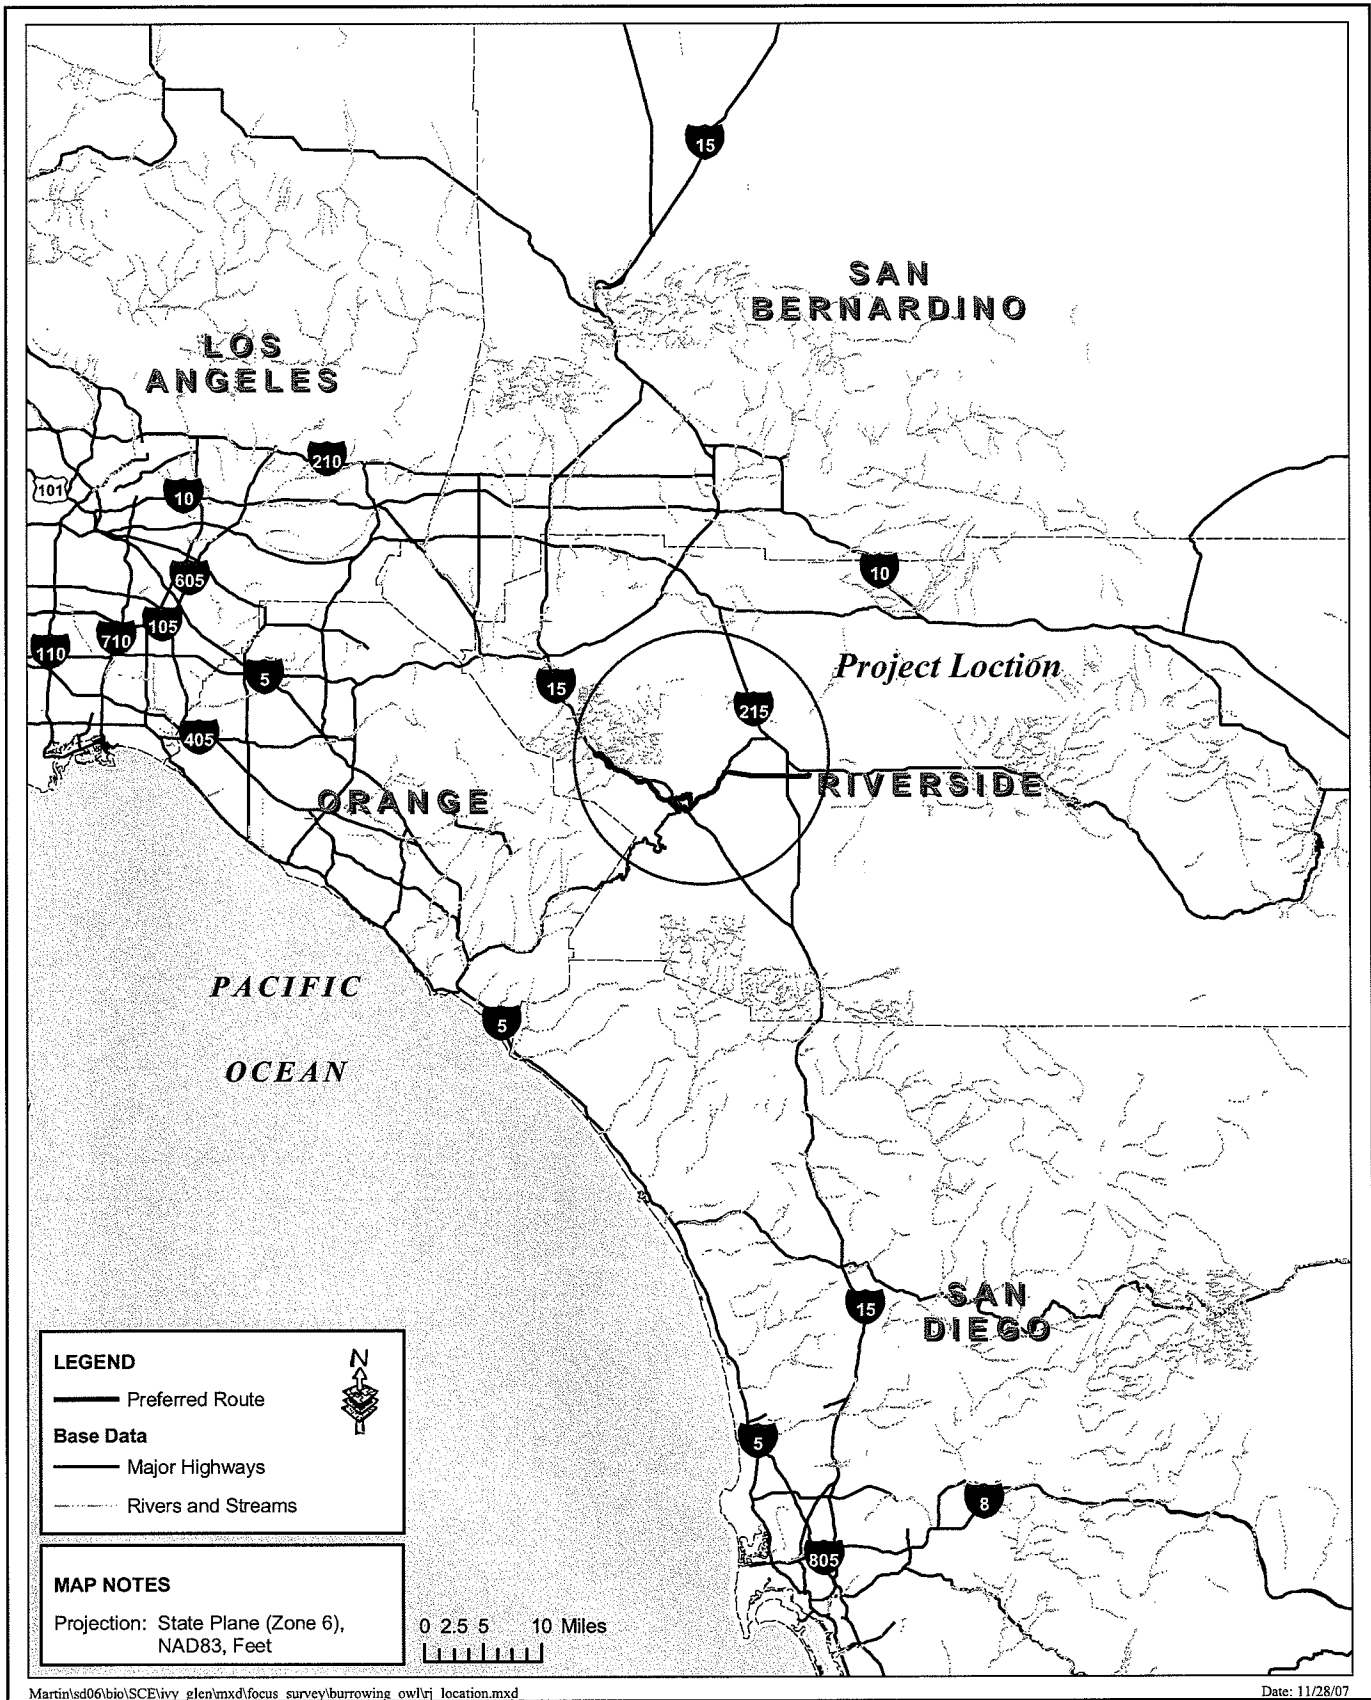 15
SAN
BERNARDINO
LOS
ANGELES
210
101
10
605
10
105
710
110
5
Project Loction
15
215
405
ORANGE
RIVERSIDE
PACIFIC
OCEAN
5
SAN
DIEGO
15
5
8
805
LEGEND
N
Preferred Route
Base Data
Major Highways
Rivers and Streams
MAP NOTES
Projection: State Plane (Zone 6),
NAD83, Feet
0 2.5 5 10 Miles
Martin\sd06\bio\SCE\ivy_glen\mxd\focus_survey\burrowing_owl\rj_location.mxd
Date: 11/28/07